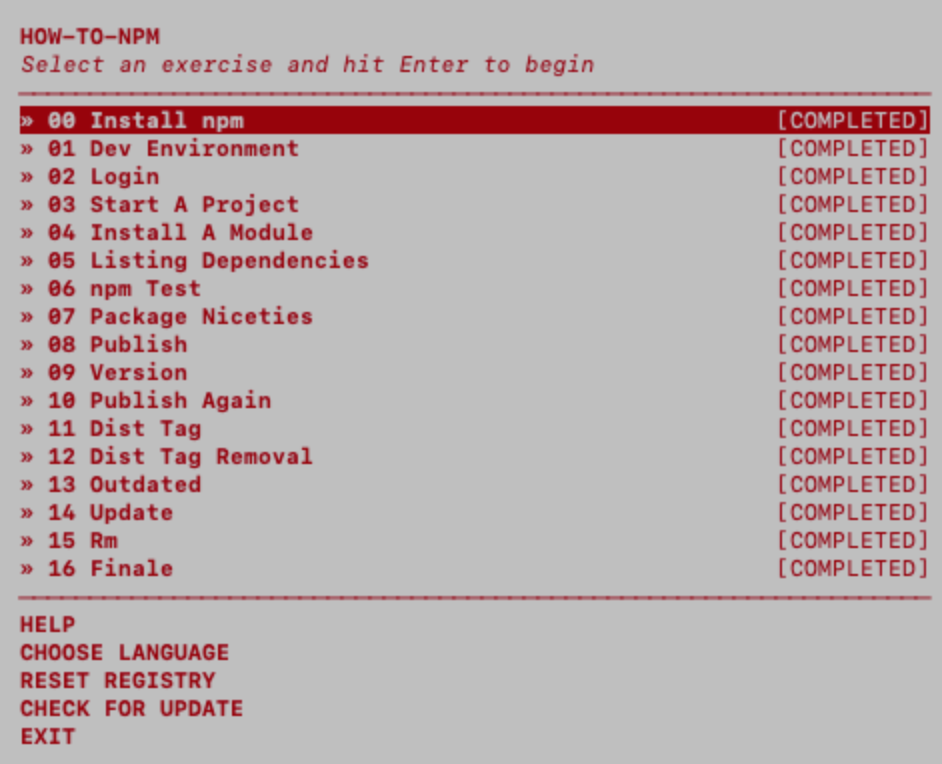 HOW-TO-NPM
Select an exercise and hit Enter to begin
» 00 Install npm [COMPLETED]
» 01 Dev Environment [COMPLETED]
» 02 Login [COMPLETED]
» 03 Start A Project [COMPLETED]
» 04 Install A Module [COMPLETED]
» 05 Listing Dependencies [COMPLETED]
» 06 npm Test [COMPLETED]
» 07 Package Niceties [COMPLETED]
» 08 Publish [COMPLETED]
» 09 Version [COMPLETED]
» 10 Publish Again [COMPLETED]
» 11 Dist Tag [COMPLETED]
» 12 Dist Tag Removal [COMPLETED]
» 13 Outdated [COMPLETED]
» 14 Update [COMPLETED]
» 15 Rm [COMPLETED]
» 16 Finale [COMPLETED]
HELP
CHOOSE LANGUAGE
RESET REGISTRY
CHECK FOR UPDATE
EXIT